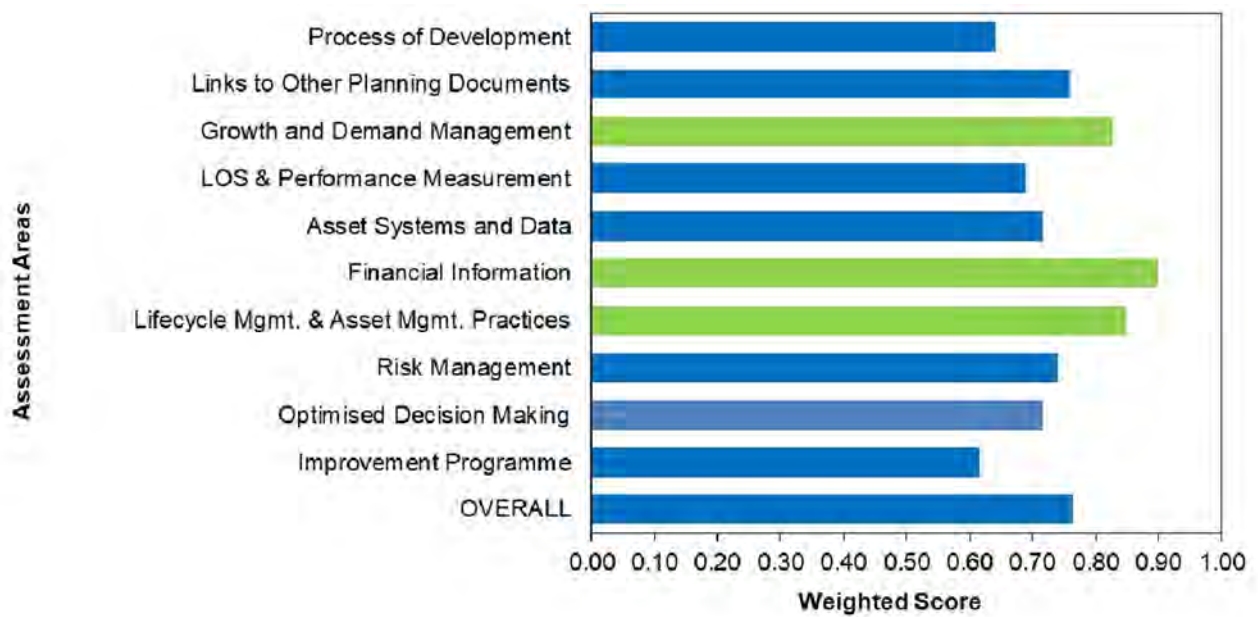 Process of Development
Links to Other Planning Documents
Growth and Demand Management
LOS & Performance Measurement
Asset Systems and Data
Financial Information
Lifecycle Mgmt. & Asset Mgmt. Practices
Risk Management
Optimised Decision Making
Improvement Programme
OVERALL
Assessment Areas
0.00 0.10 0.20 0.30 0.40 0.50 0.60 0.70 0.80 0.90 1.00
Weighted Score